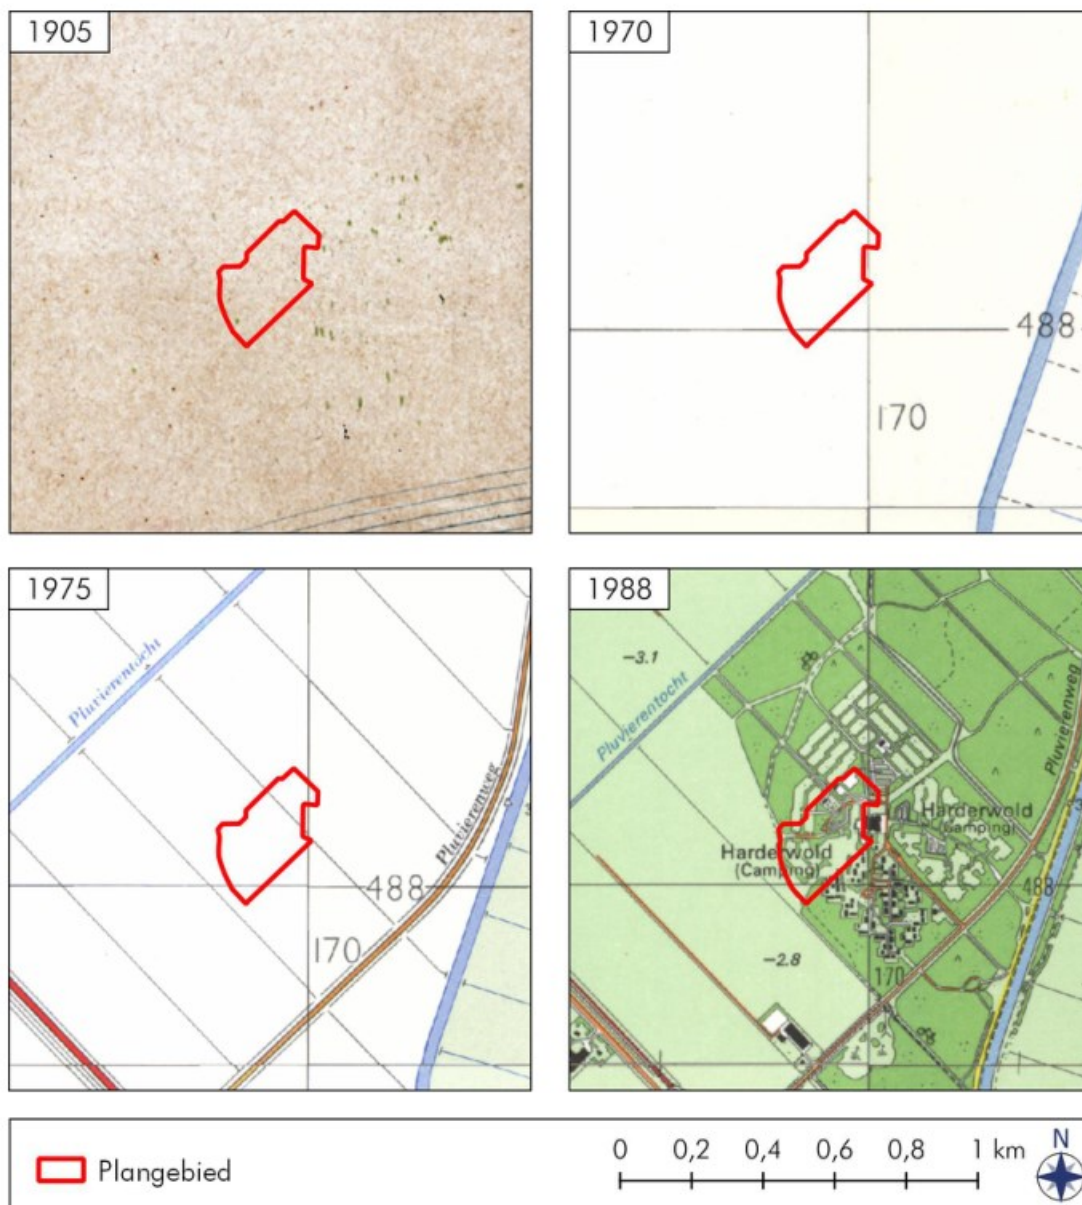 1905
1970
488
170
1975
Pluvierentocht
Pluvierenweg
488
170
1988
−3.1
Pluvierentocht
Pluvierenweg
Harderwold
(Camping)
Harderwold
(Camping)
488
−2.8
170
Plangebied
0 0,2 0,4 0,6 0,8 1 km
N